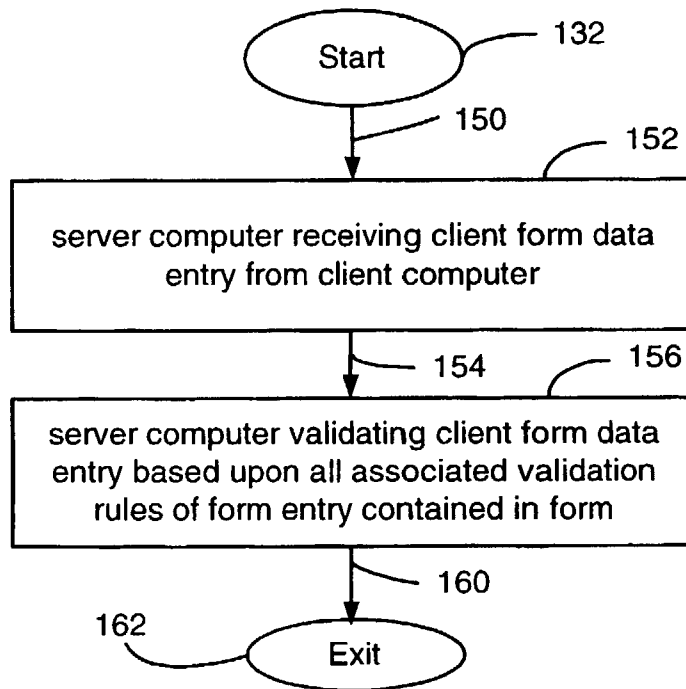 Start
132
150
152
server computer receiving client form data
entry from client computer
154
156
server computer validating client form data
entry based upon all associated validation
rules of form entry contained in form
160
162
Exit